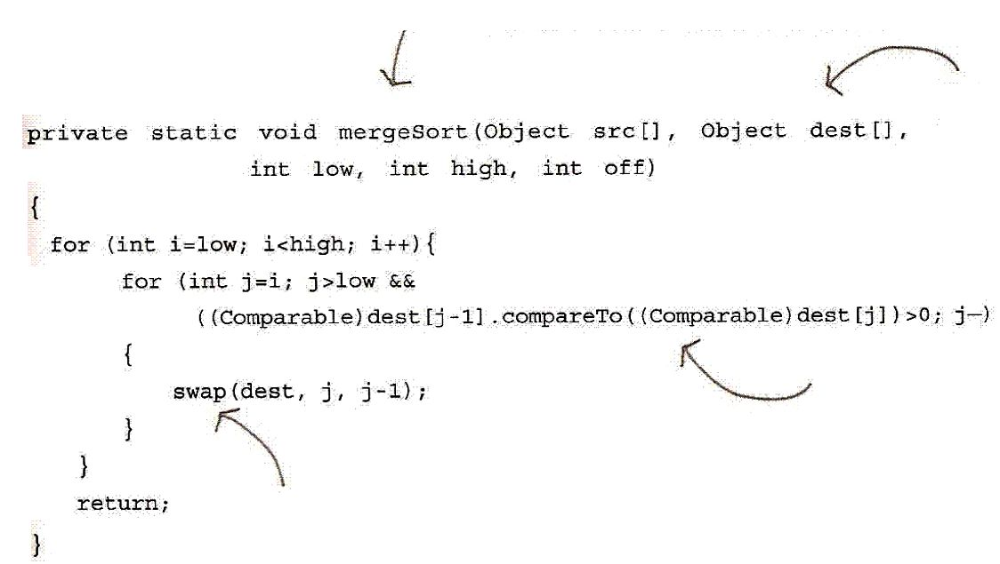 private static void mergeSort(Object src[], Object dest[],
int low, int high, int off)
{
for (int i=low; i<high; i++){
for (int j=i; j>low &&
((Comparable)dest[j-1].compareTo((Comparable)dest[j])>0; j–)
{
swap(dest, j, j-1);
}
}
return;
}